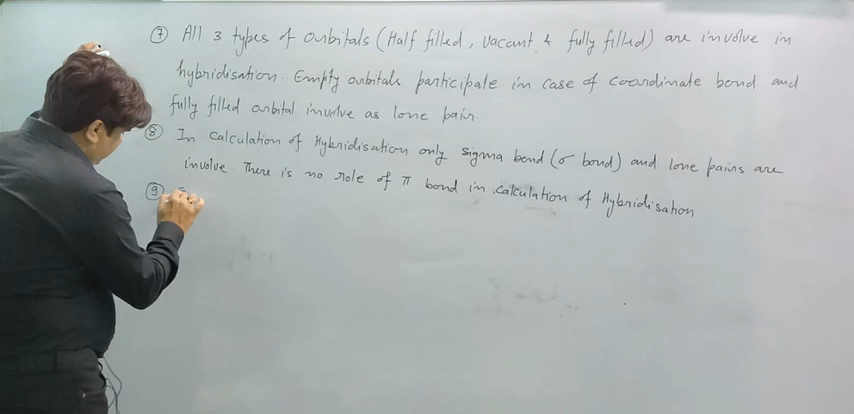 ⑦ All 3 types of orbitals (Half filled, vacant & fully filled) are involve in
hybridisation. Empty orbitals participate in case of coordinate bond and
fully filled orbital involve as lone pair.
⑧ In calculation of Hybridisation only sigma bond (σ bond) and lone pairs are
involve. There is no role of π bond in calculation of Hybridisation
⑨